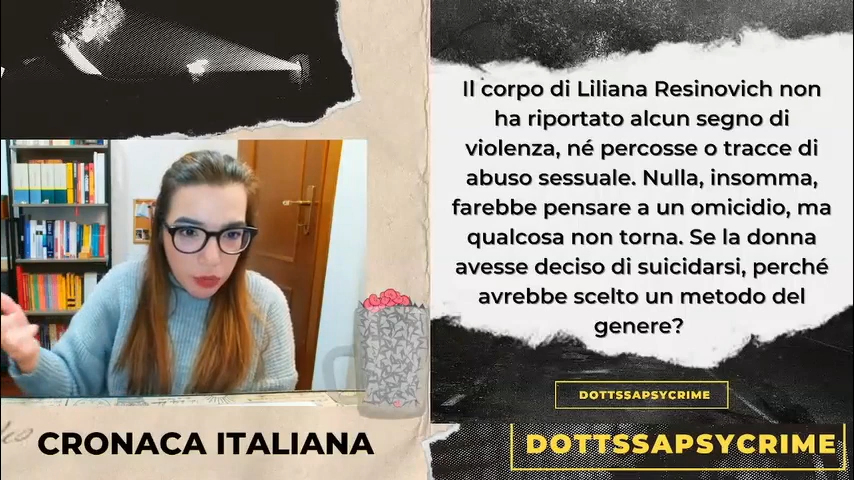 Il corpo di Liliana Resinovich non
ha riportato alcun segno di
violenza, né percosse o tracce di
abuso sessuale. Nulla, insomma,
farebbe pensare a un omicidio, ma
qualcosa non torna. Se la donna
avesse deciso di suicidarsi, perché
avrebbe scelto un metodo del
genere?
DOTTSSAPSYCRIME
CRONACA ITALIANA
DOTTSSAPSYCRIME